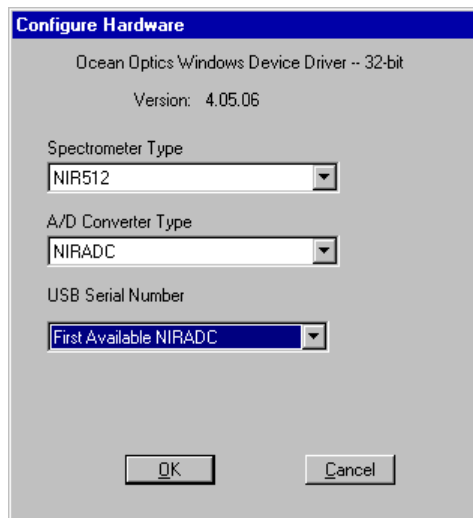 Configure Hardware
Ocean Optics Windows Device Driver -- 32-bit
Version: 4.05.06
Spectrometer Type
NIR512
A/D Converter Type
NIRADC
USB Serial Number
First Available NIRADC
OK Cancel